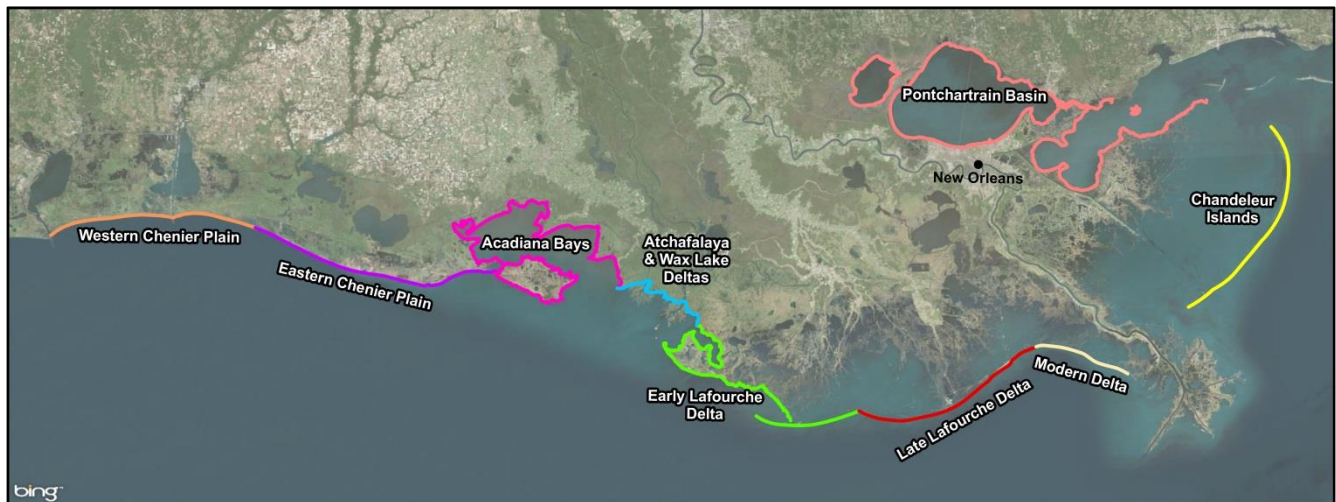 Pontchartrain Basin
New Orleans
Chandeleur
Islands
Western Chenier Plain
Acadiana Bays
Atchafalaya
& Wax Lake
Deltas
Eastern Chenier Plain
Early Lafourche
Delta
Late Lafourche Delta
Modern Delta
bing